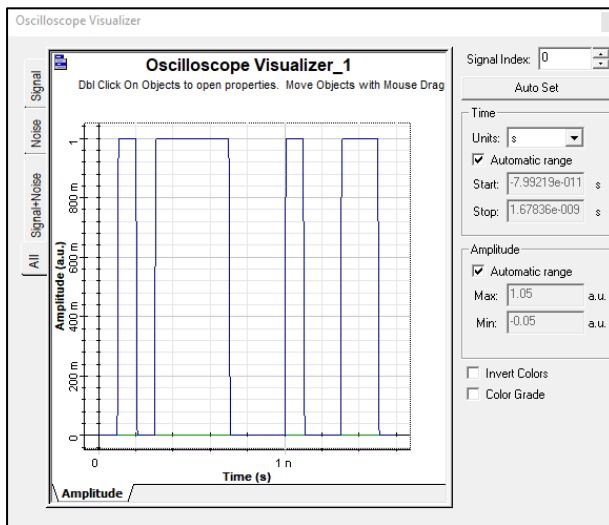 Oscilloscope Visualizer
Signal
Noise
Signal+Noise
All
Oscilloscope Visualizer_1
Dbl Click On Objects to open properties. Move Objects with Mouse Drag
Amplitude (a.u.)
1
800 m
600 m
400 m
200 m
0
0
1 n
Time (s)
Amplitude
Signal Index: 0
Auto Set
Time
Units: s
Automatic range
Start: -7.99219e-011 s
Stop: 1.67836e-009 s
Amplitude
Automatic range
Max: 1.05 a.u.
Min: -0.05 a.u.
Invert Colors
Color Grade